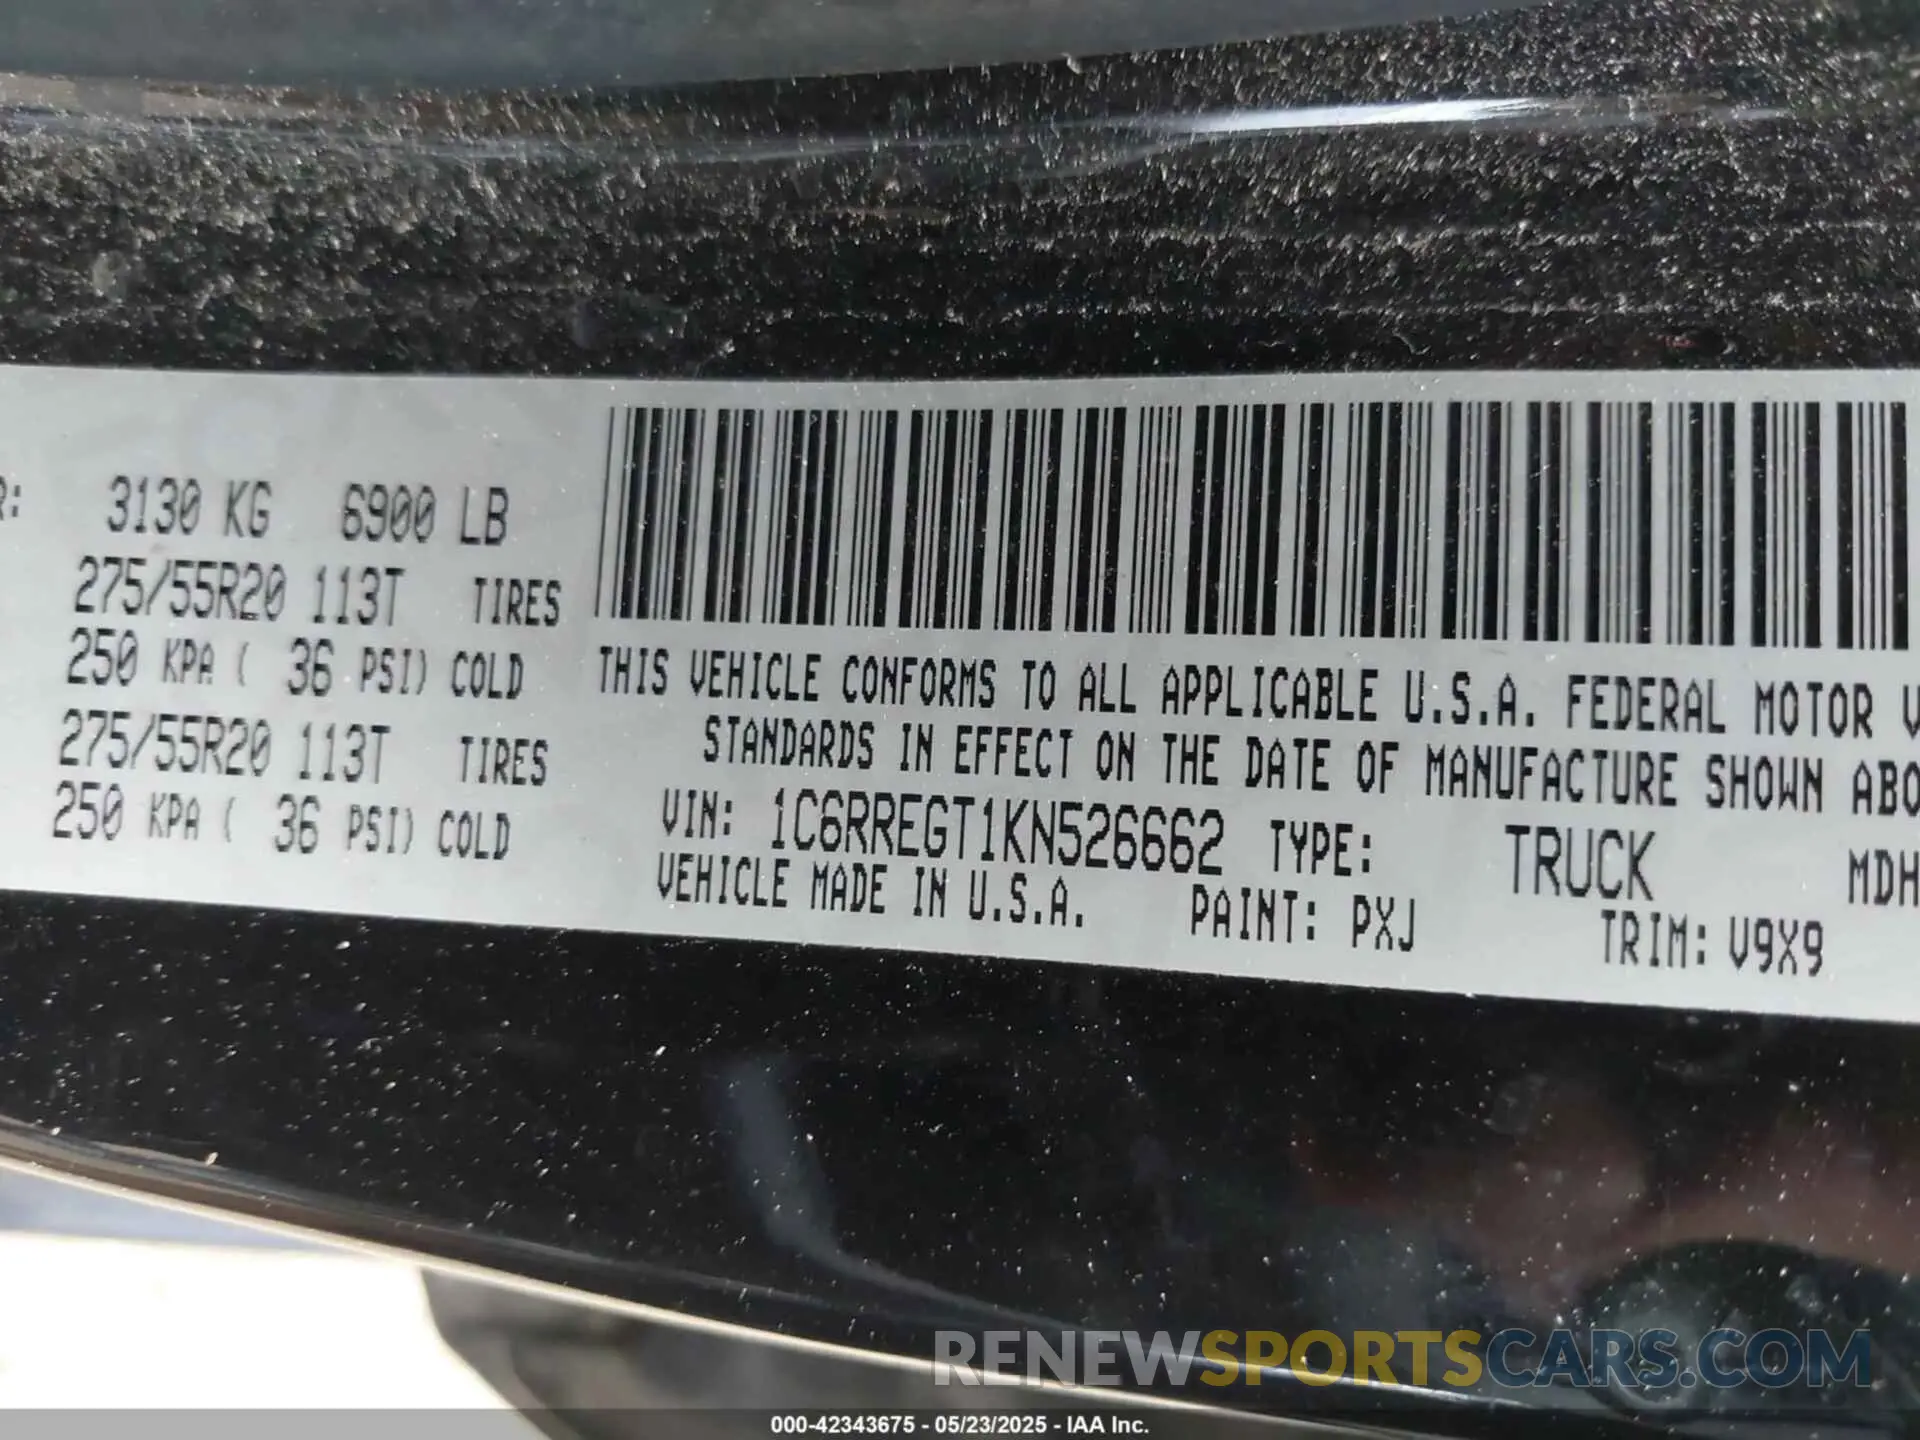 R: 3130 KG 6900 LB
275/55R20 113T TIRES
250 KPA ( 36 PSI) COLD
275/55R20 113T TIRES
250 KPA ( 36 PSI) COLD
THIS VEHICLE CONFORMS TO ALL APPLICABLE U.S.A. FEDERAL MOTOR V
STANDARDS IN EFFECT ON THE DATE OF MANUFACTURE SHOWN ABO
VIN: 1C6RREGT1KN526662 TYPE: TRUCK MDH
VEHICLE MADE IN U.S.A. PAINT: PXJ TRIM: V9X9
RENEWSPORTSCARS.COM
000-42343675 - 05/23/2025 - IAA Inc.